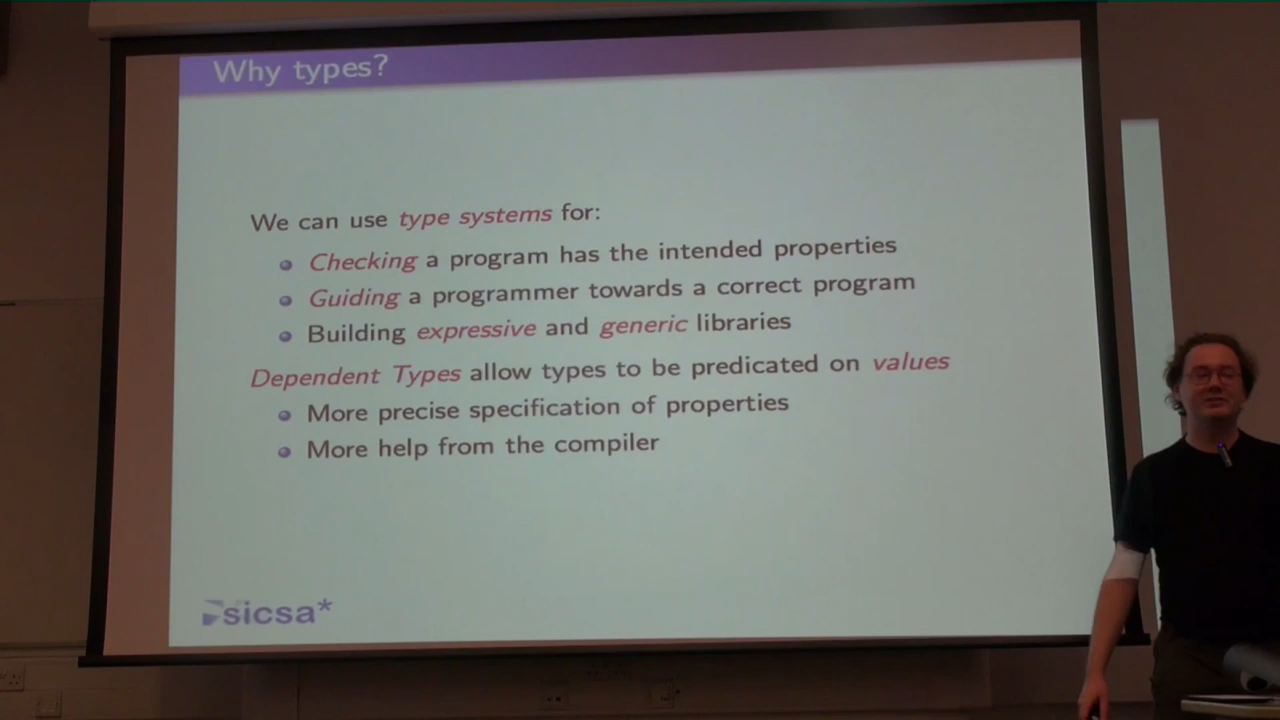 Why types?
We can use type systems for:
Checking a program has the intended properties
Guiding a programmer towards a correct program
Building expressive and generic libraries
Dependent Types allow types to be predicated on values
More precise specification of properties
More help from the compiler
sicsa*